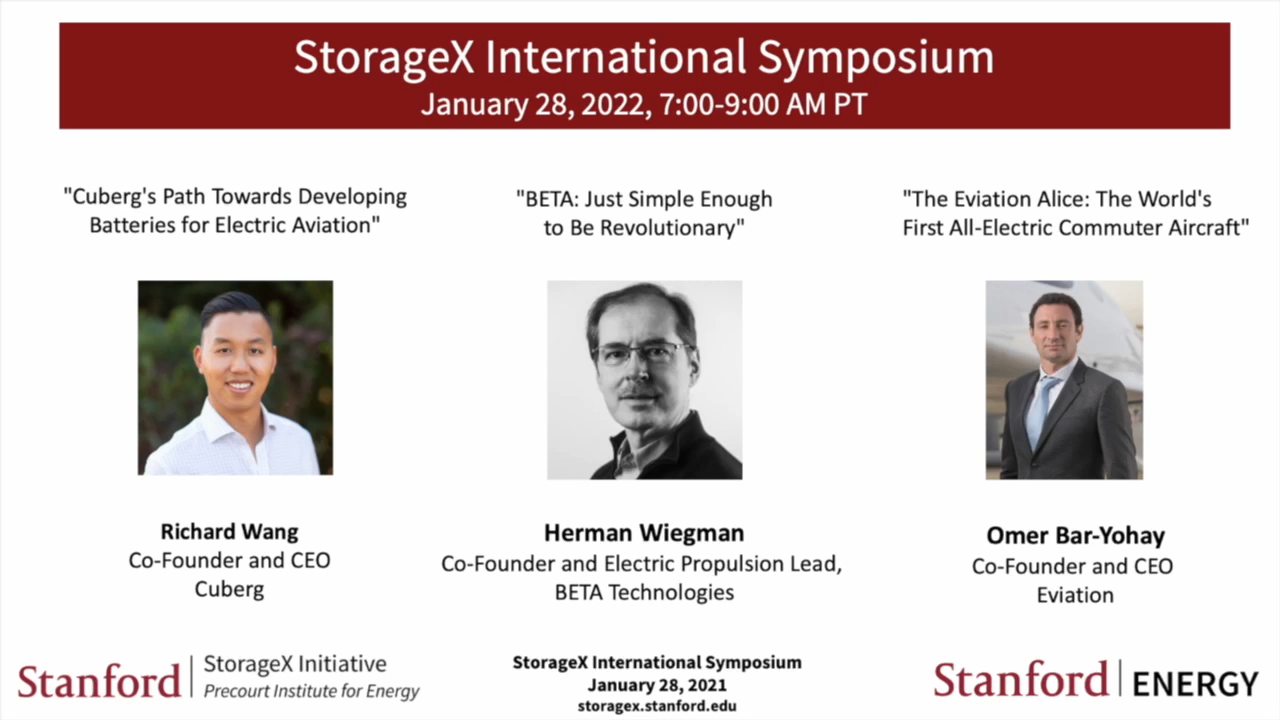 StorageX International Symposium
January 28, 2022, 7:00-9:00 AM PT
"Cuberg's Path Towards Developing
Batteries for Electric Aviation"
"BETA: Just Simple Enough
to Be Revolutionary"
"The Eviation Alice: The World's
First All-Electric Commuter Aircraft"
Richard Wang
Co-Founder and CEO
Cuberg
Herman Wiegman
Co-Founder and Electric Propulsion Lead,
BETA Technologies
Omer Bar-Yohay
Co-Founder and CEO
Eviation
Stanford
StorageX Initiative
Precourt Institute for Energy
StorageX International Symposium
January 28, 2021
storagex.stanford.edu
Stanford ENERGY